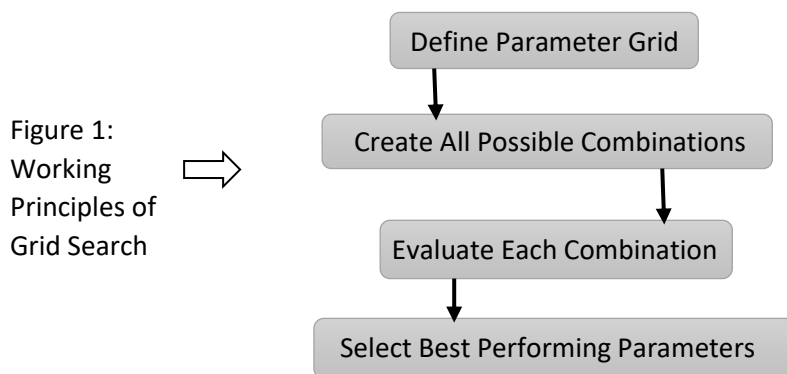 Figure 1:
Working
Principles of
Grid Search
Define Parameter Grid
Create All Possible Combinations
Evaluate Each Combination
Select Best Performing Parameters